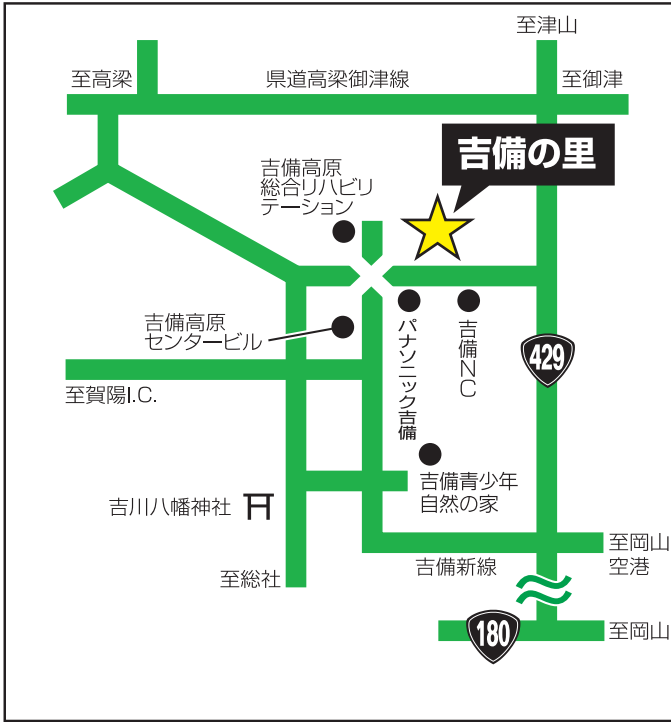 至津山
至高梁
県道高梁御津線
至御津
吉備の里
吉備高原
総合リハビリ
テーション
吉備高原
センタービル
パナソニック吉備
吉備NC
429
至賀陽I.C.
吉備青少年
自然の家
吉川八幡神社
至岡山
空港
吉備新線
至総社
180
至岡山